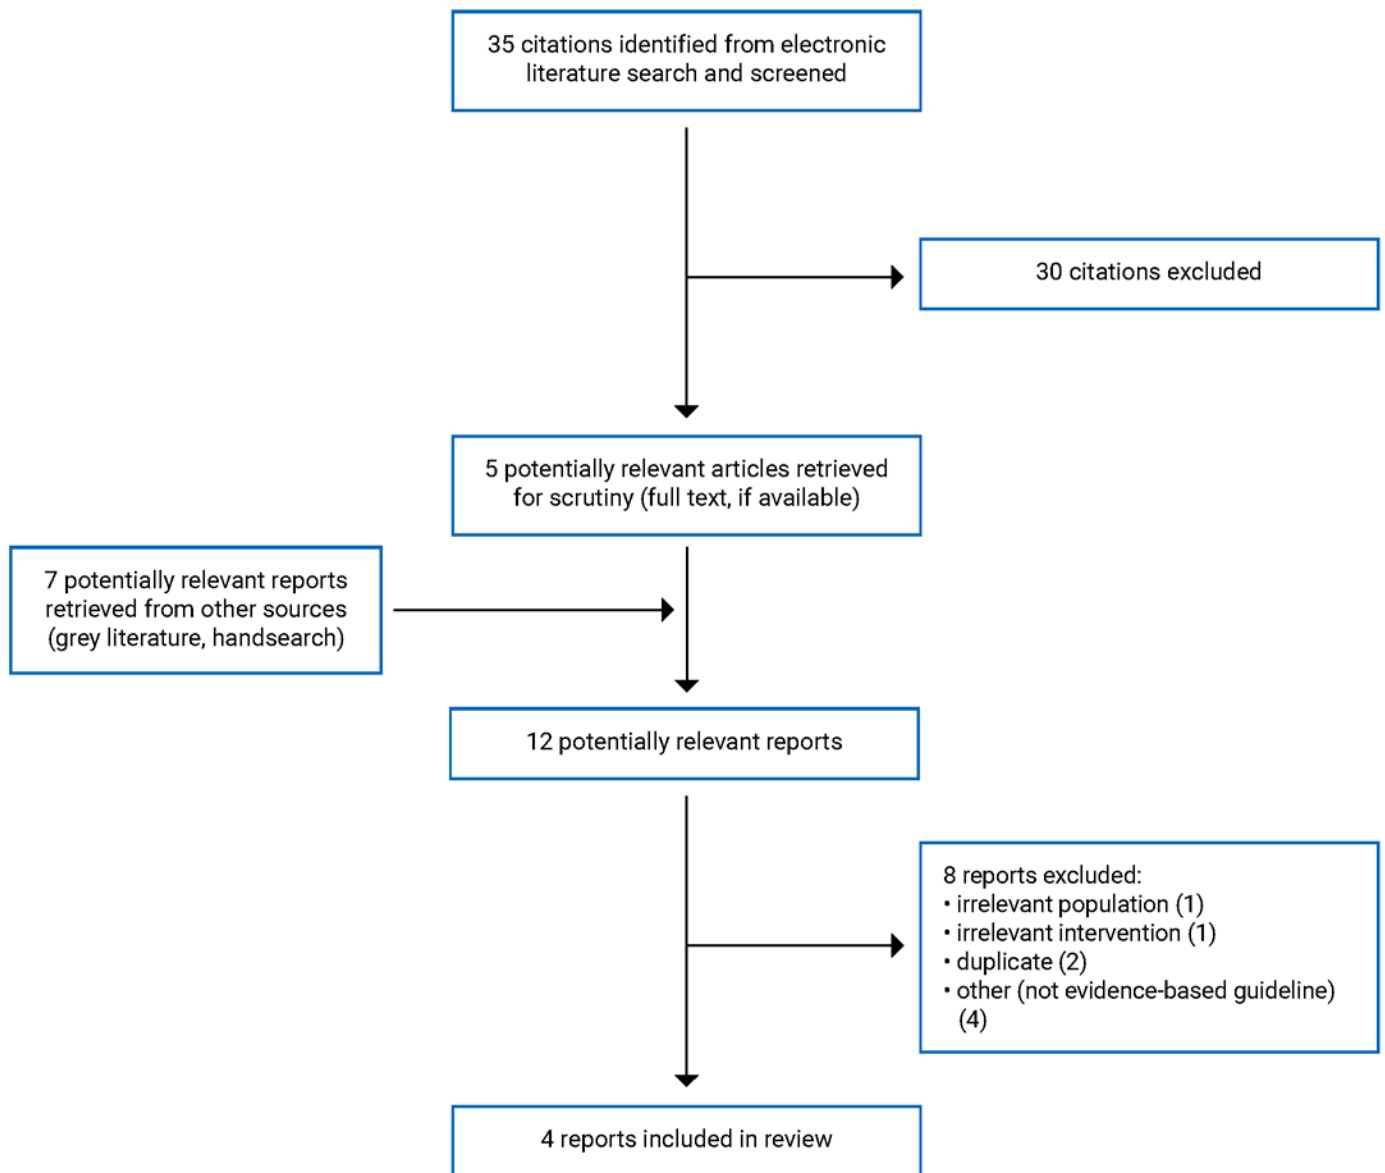 35 citations identified from electronic
literature search and screened
30 citations excluded
5 potentially relevant articles retrieved
for scrutiny (full text, if available)
7 potentially relevant reports
retrieved from other sources
(grey literature, handsearch)
12 potentially relevant reports
8 reports excluded:
• irrelevant population (1)
• irrelevant intervention (1)
• duplicate (2)
• other (not evidence-based guideline)
(4)
4 reports included in review